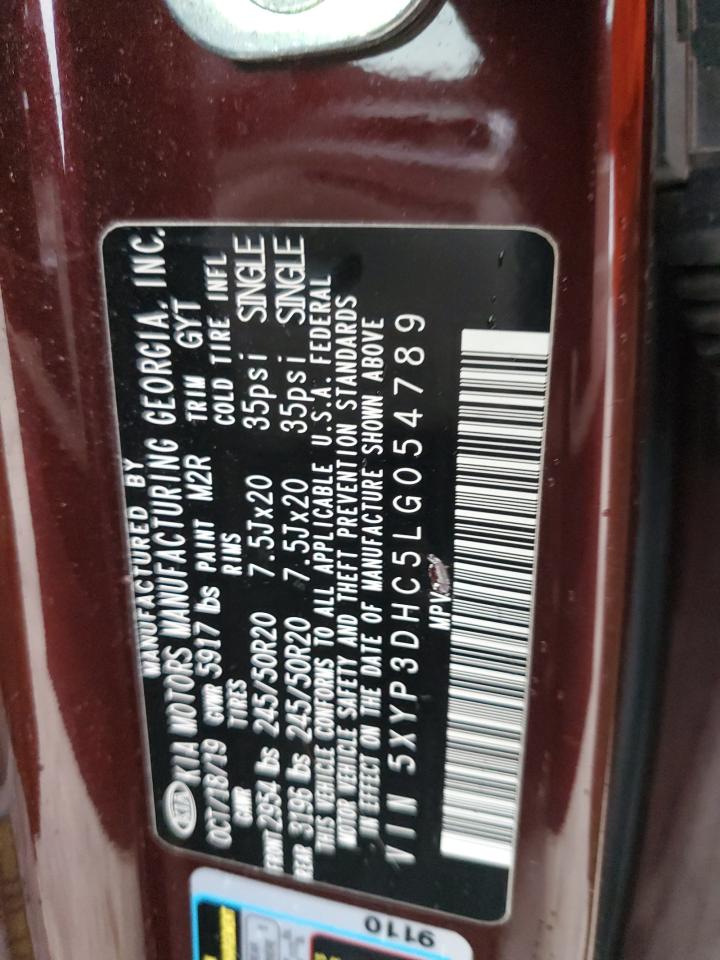 MANUFACTURED BY
KIA KIA MOTORS MANUFACTURING GEORGIA, INC.
OCT/18/19 GVWR 5917 lbs PAINT M2R TRIM GYT
GAWR TIRES RIMS COLD TIRE INFL
FRONT 2954 lbs 245/50R20 7.5Jx20 35psi SINGLE
REAR 3196 lbs 245/50R20 7.5Jx20 35psi SINGLE
THIS VEHICLE CONFORMS TO ALL APPLICABLE U.S.A. FEDERAL
MOTOR VEHICLE SAFETY AND THEFT PREVENTION STANDARDS
IN EFFECT ON THE DATE OF MANUFACTURE SHOWN ABOVE
VIN 5XYP3DHC5LG054789
MPV
9110